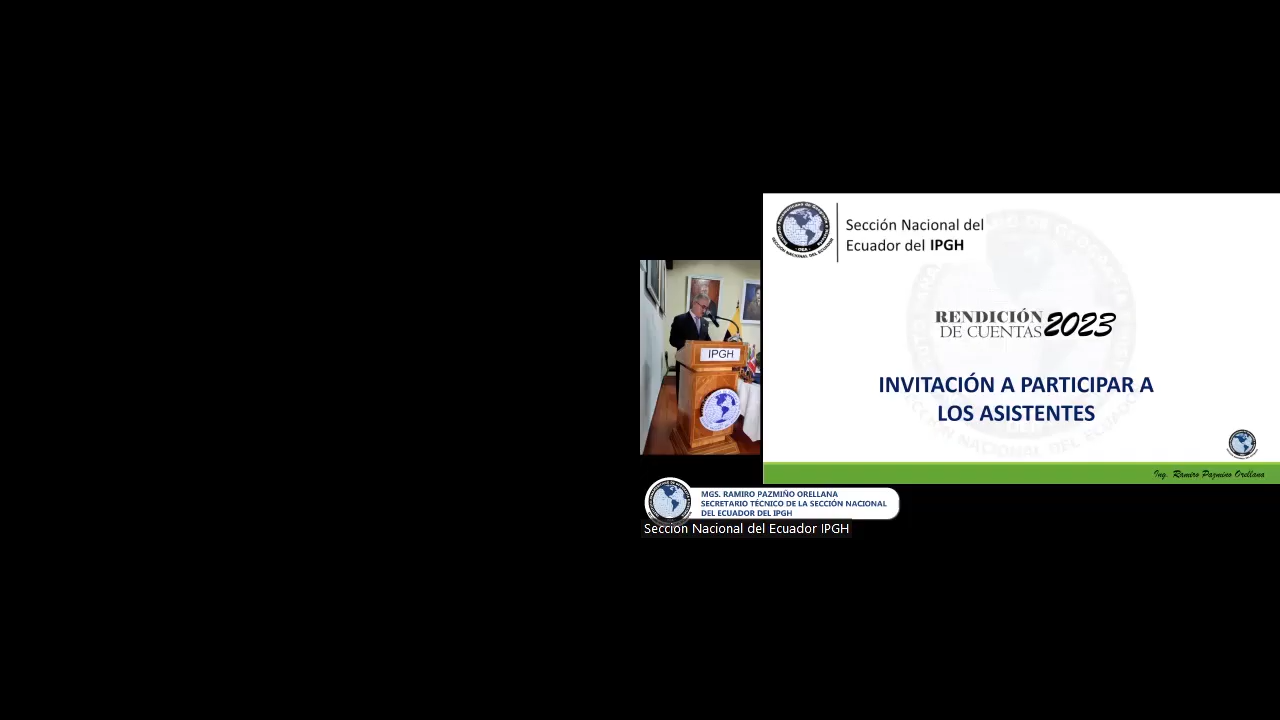 Sección Nacional del
Ecuador del IPGH
RENDICIÓN
DE CUENTAS 2023
INVITACIÓN A PARTICIPAR A
LOS ASISTENTES
Ing. Ramiro Pazmino Orellana
IPGH
MGS. RAMIRO PAZMIÑO ORELLANA
SECRETARIO TÉCNICO DE LA SECCIÓN NACIONAL
DEL ECUADOR DEL IPGH
Sección Nacional del Ecuador IPGH